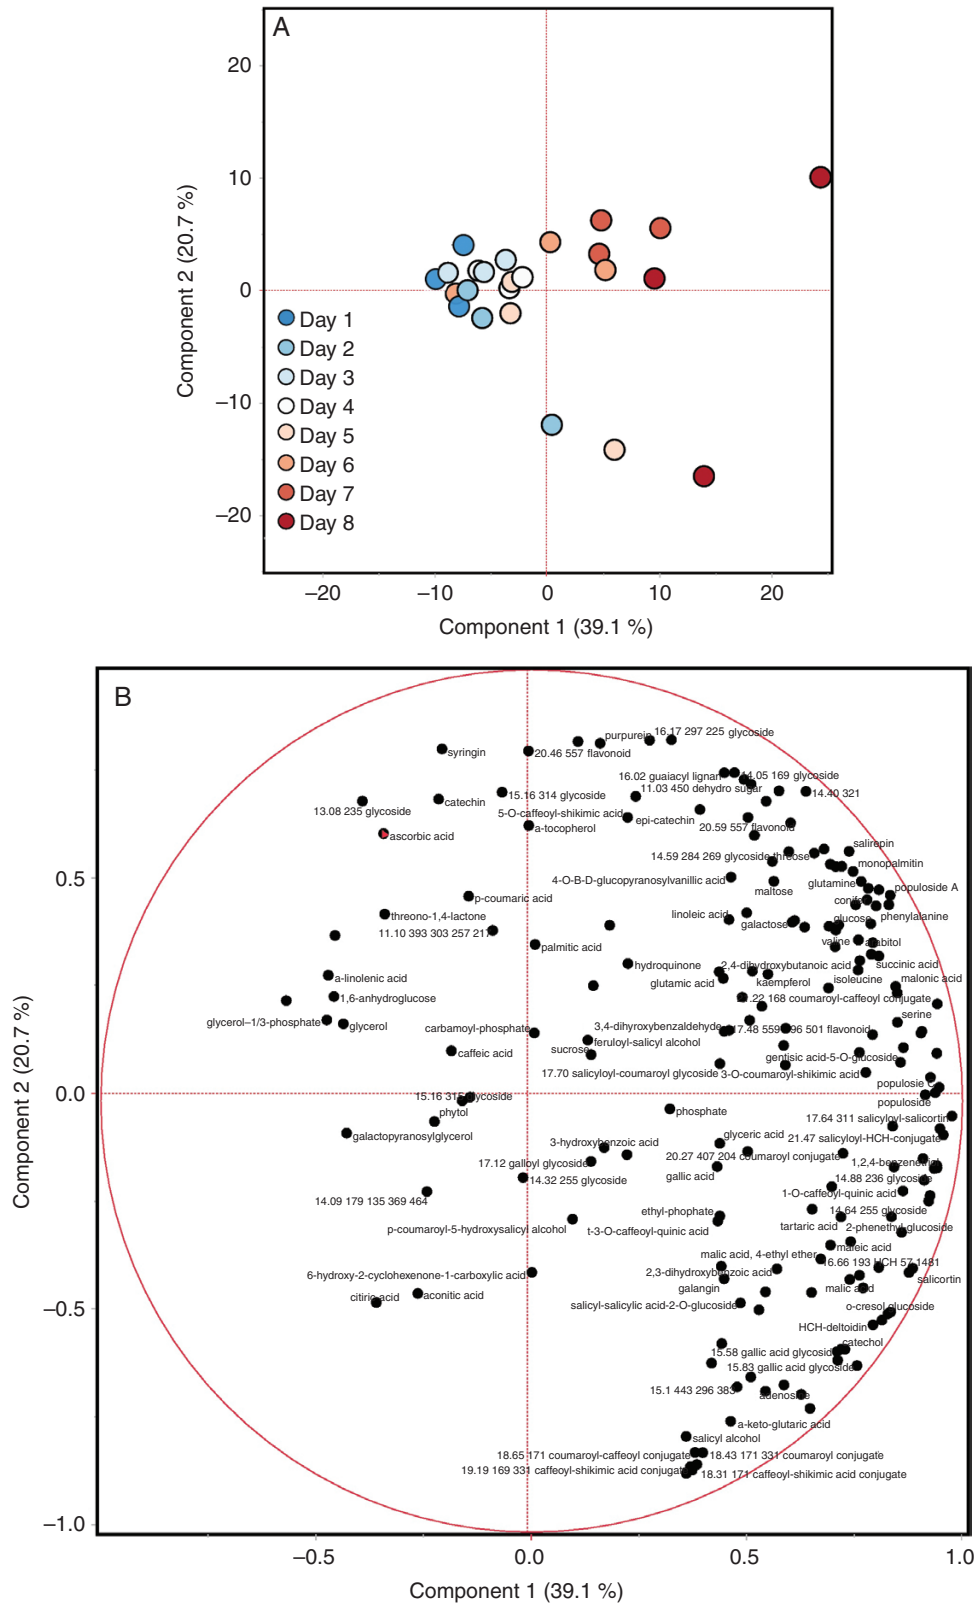 A
20
10
0
−10
−20
Component 2 (20.7 %)
Day 1
Day 2
Day 3
Day 4
Day 5
Day 6
Day 7
Day 8
−20
−10
0
10
20
Component 1 (39.1 %)
B
purpurein
16.17 297 225 glycoside
syringin
20.46 557 flavonoid
16.02 guaiacyl lignan
14.05 169 glycoside
11.03 450 dehydro sugar
15.16 314 glycoside
14.40 321
catechin
13.08 235 glycoside
5-O-caffeoyl-shikimic acid
epi-catechin
a-tocopherol
20.59 557 flavonoid
ascorbic acid
salirepin
14.59 284 269 glycoside
threose
monopalmitin
4-O-B-D-glucopyranosylvanillic acid
glutamine
maltose
populoside A
p-coumaric acid
threono-1,4-lactone
linoleic acid
glucose
phenylalanine
galactose
11.10 393 303 257 217
palmitic acid
valine
arabitol
hydroquinone
2,4-dihydroxybutanoic acid
succinic acid
a-linolenic acid
glutamic acid
kaempferol
isoleucine
malonic acid
1,6-anhydroglucose
21.22 168 coumaroyl-caffeoyl conjugate
serine
glycerol–1/3-phosphate
glycerol
carbamoyl-phosphate
3,4-dihyroxybenzaldehyde
17.48 559 296 501 flavonoid
feruloyl-salicyl alcohol
caffeic acid
sucrose
gentisic acid-5-O-glucoside
17.70 salicyloyl-coumaroyl glycoside
3-O-coumaroyl-shikimic acid
populosie C
15.16 315 glycoside
populoside
phytol
phosphate
17.64 311 salicyloyl-salicortin
galactopyranosylglycerol
3-hydroxybenzoic acid
glyceric acid
21.47 salicyloyl-HCH-conjugate
17.12 galloyl glycoside
20.27 407 204 coumaroyl conjugate
1,2,4-benzenetriol
14.32 255 glycoside
gallic acid
14.88 236 glycoside
14.09 179 135 369 464
1-O-caffeoyl-quinic acid
ethyl-phophate
14.64 255 glycoside
p-coumaroyl-5-hydroxysalicyl alcohol
t-3-O-caffeoyl-quinic acid
tartaric acid
2-phenethyl-glucoside
maleic acid
malic acid, 4-ethyl ether
16.66 193 HCH 57 1481
6-hydroxy-2-cyclohexenone-1-carboxylic acid
2,3-dihydroxybenzoic acid
salicortin
galangin
malic acid
citiric acid
aconitic acid
salicyl-salicylic acid-2-O-glucoside
o-cresol glucoside
HCH-deltoidin
catechol
15.58 gallic acid glycoside
15.83 gallic acid glycoside
15.1 443 296 383
adenosine
a-keto-glutaric acid
salicyl alcohol
18.65 171 coumaroyl-caffeoyl conjugate
18.43 171 331 coumaroyl conjugate
19.19 169 331 caffeoyl-shikimic acid conjugate
18.31 171 caffeoyl-shikimic acid conjugate
0.5
0.0
−0.5
−1.0
Component 2 (20.7 %)
−0.5
0.0
0.5
1.0
Component 1 (39.1 %)